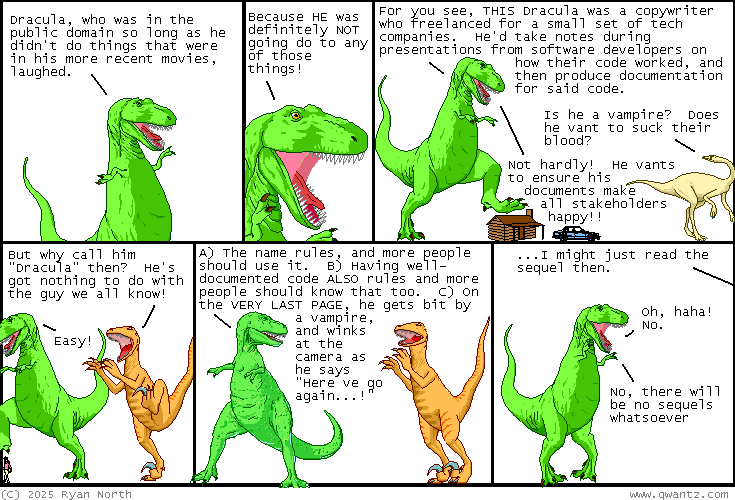 Dracula, who was in the
public domain so long as he
didn't do things that were
in his more recent movies,
laughed.
Because HE was
definitely NOT
going do to any
of those
things!
For you see, THIS Dracula was a copywriter
who freelanced for a small set of tech
companies. He'd take notes during
presentations from software developers on
how their code worked, and
then produce documentation
for said code.
Is he a vampire? Does
he vant to suck their
blood?
Not hardly! He vants
to ensure his
documents make
all stakeholders
happy!!
But why call him
"Dracula" then? He's
got nothing to do with
the guy we all know!
Easy!
A) The name rules, and more people
should use it. B) Having well-
documented code ALSO rules and more
people should know that too. C) On
the VERY LAST PAGE, he gets bit by
a vampire,
and winks
at the
camera as
he says
"Here ve go
again...!"
...I might just read the
sequel then.
Oh, haha!
No.
No, there will
be no sequels
whatsoever
(C) 2025 Ryan North
www.qwantz.com